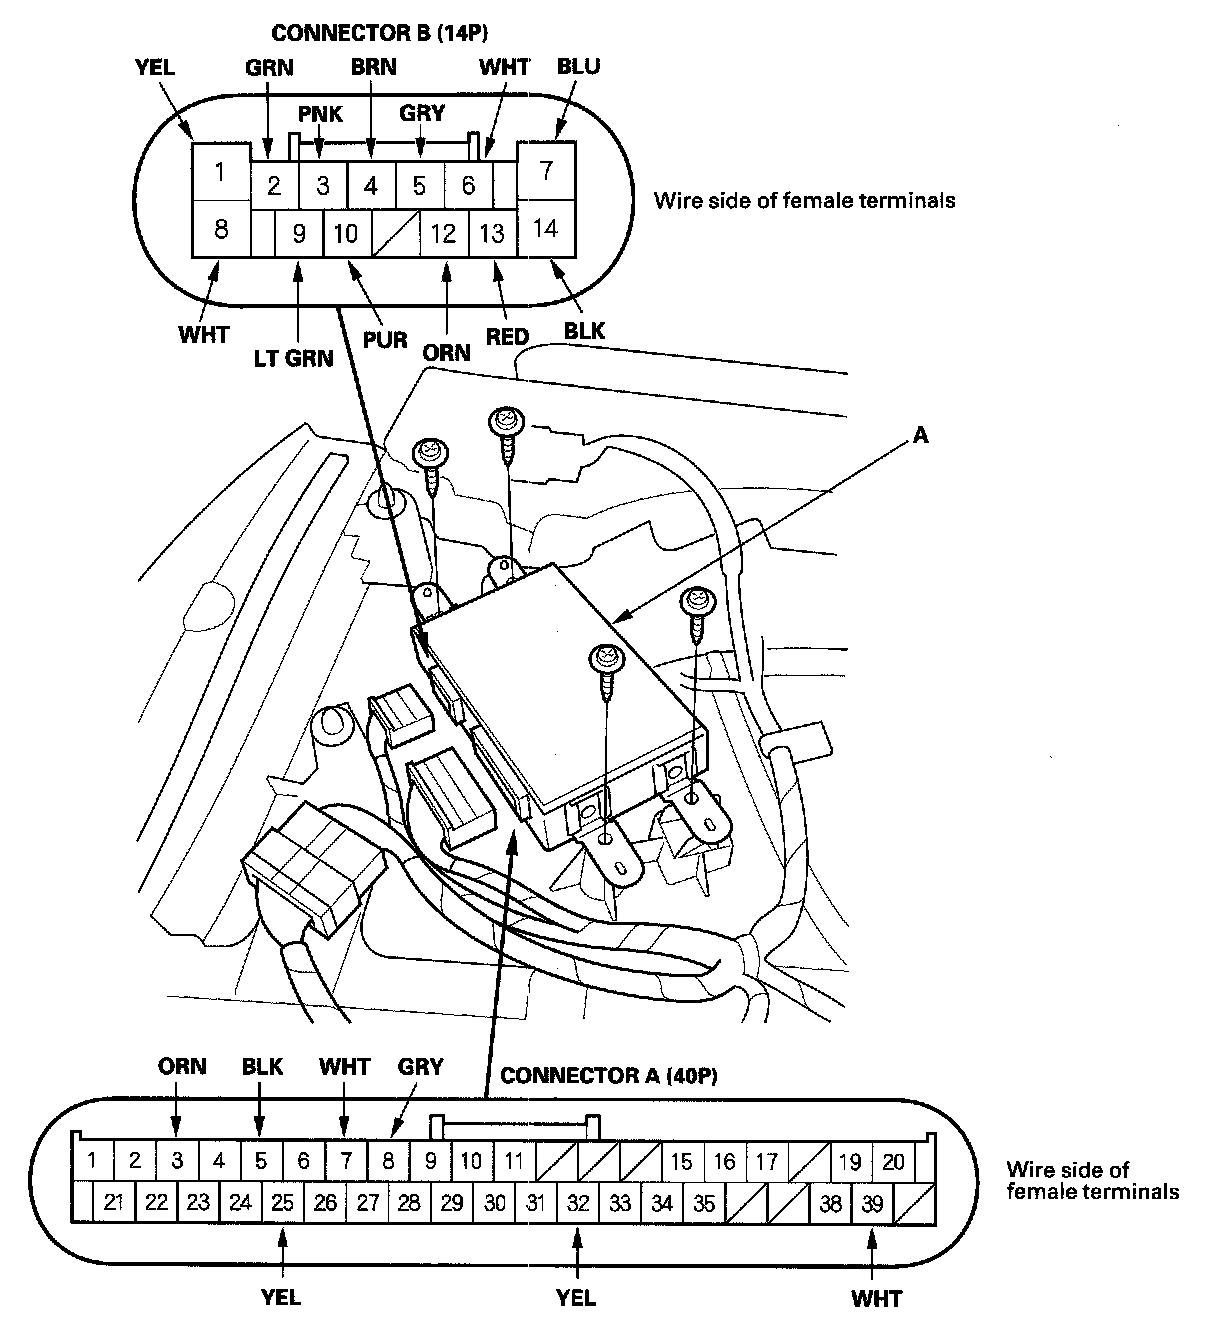 CONNECTOR B (14P)
YEL GRN BRN WHT BLU
PNK GRY
1 2 3 4 5 6 7
Wire side of female terminals
8 9 10 12 13 14
WHT LT GRN PUR ORN RED BLK
A
ORN BLK WHT GRY
CONNECTOR A (40P)
1 2 3 4 5 6 7 8 9 10 11 15 16 17 19 20
Wire side of
female terminals
21 22 23 24 25 26 27 28 29 30 31 32 33 34 35 38 39
YEL YEL WHT